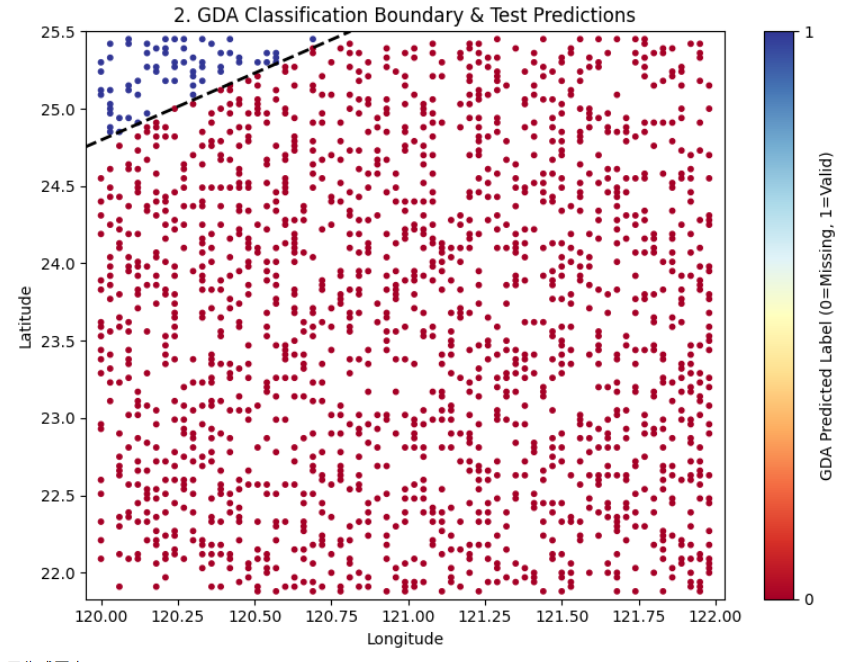 2. GDA Classification Boundary & Test Predictions
25.5
25.0
24.5
24.0
23.5
23.0
22.5
22.0
Latitude
120.00 120.25 120.50 120.75 121.00 121.25 121.50 121.75 122.00
Longitude
1
0
GDA Predicted Label (0=Missing, 1=Valid)